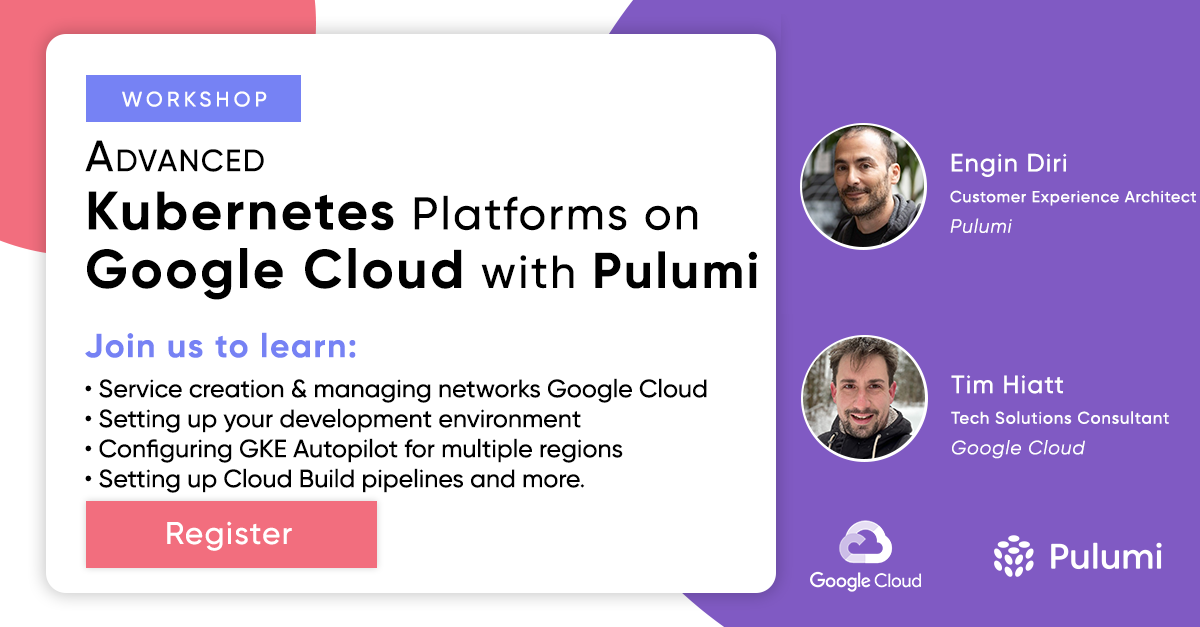 WORKSHOP
ADVANCED
Kubernetes Platforms on
Google Cloud with Pulumi
Join us to learn:
• Service creation & managing networks Google Cloud
• Setting up your development environment
• Configuring GKE Autopilot for multiple regions
• Setting up Cloud Build pipelines and more.
Register
Engin Diri
Customer Experience Architect
Pulumi
Tim Hiatt
Tech Solutions Consultant
Google Cloud
Google Cloud
Pulumi